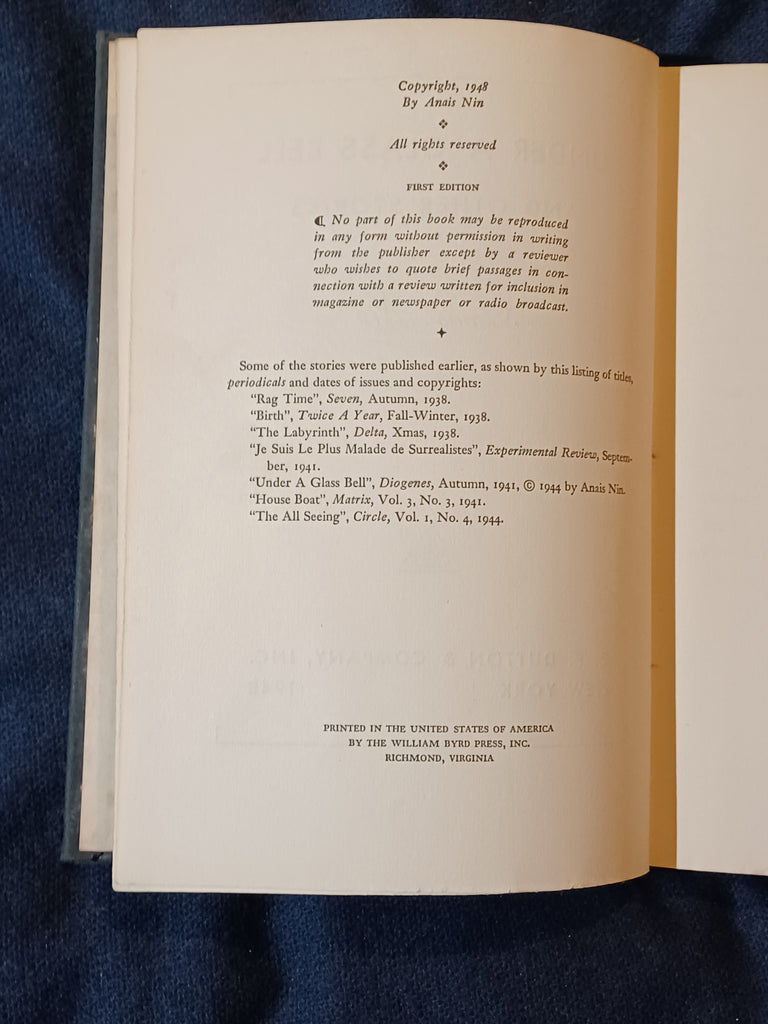 Copyright, 1948
By Anais Nin
All rights reserved
FIRST EDITION
¶ No part of this book may be reproduced
in any form without permission in writing
from the publisher except by a reviewer
who wishes to quote brief passages in con-
nection with a review written for inclusion in
magazine or newspaper or radio broadcast.
Some of the stories were published earlier, as shown by this listing of titles,
periodicals and dates of issues and copyrights:
"Rag Time", Seven, Autumn, 1938.
"Birth", Twice A Year, Fall-Winter, 1938.
"The Labyrinth", Delta, Xmas, 1938.
"Je Suis Le Plus Malade de Surrealistes", Experimental Review, Septem-
ber, 1941.
"Under A Glass Bell", Diogenes, Autumn, 1941, © 1944 by Anais Nin.
"House Boat", Matrix, Vol. 3, No. 3, 1941.
"The All Seeing", Circle, Vol. 1, No. 4, 1944.
PRINTED IN THE UNITED STATES OF AMERICA
BY THE WILLIAM BYRD PRESS, INC.
RICHMOND, VIRGINIA